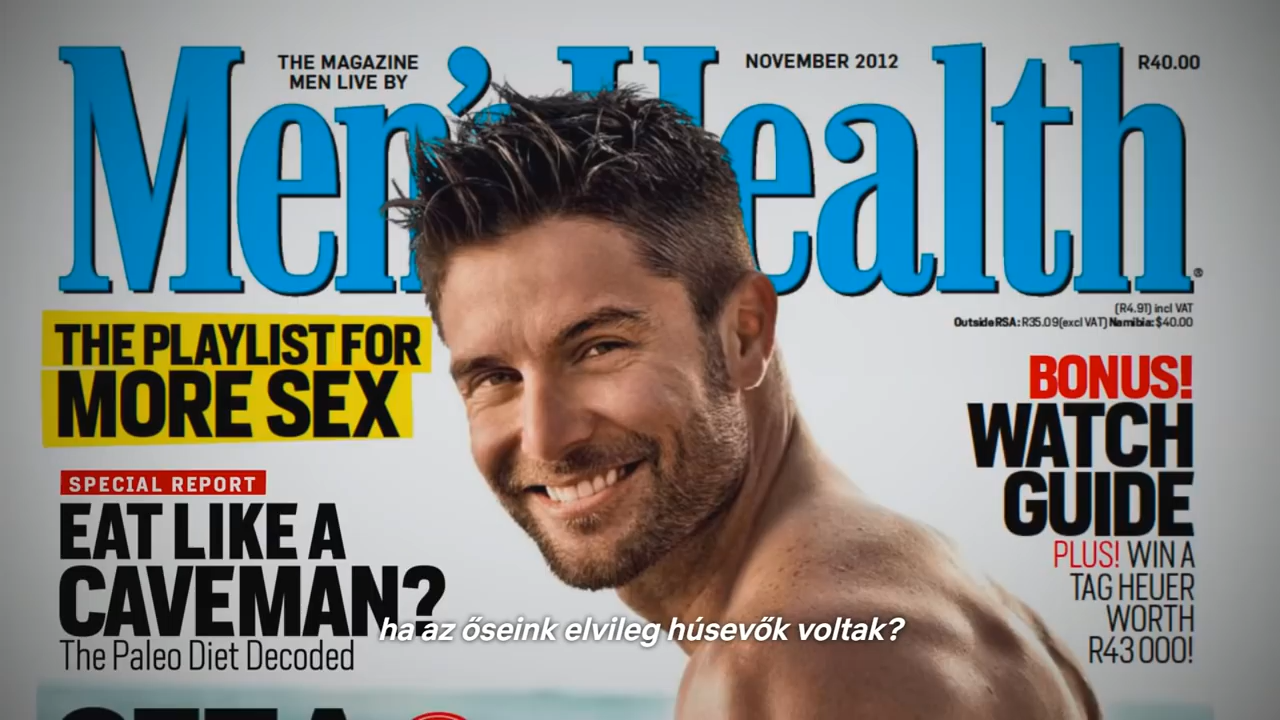 THE MAGAZINE
MEN LIVE BY
NOVEMBER 2012
R40.00
Men's Health
(R4.91) incl VAT
Outside RSA: R35.09 (excl VAT) Namibia: $40.00
THE PLAYLIST FOR
MORE SEX
SPECIAL REPORT
EAT LIKE A
CAVEMAN?
The Paleo Diet Decoded
BONUS!
WATCH
GUIDE
PLUS! WIN A
TAG HEUER
WORTH
R43 000!
ha az őseink elvileg húsevők voltak?